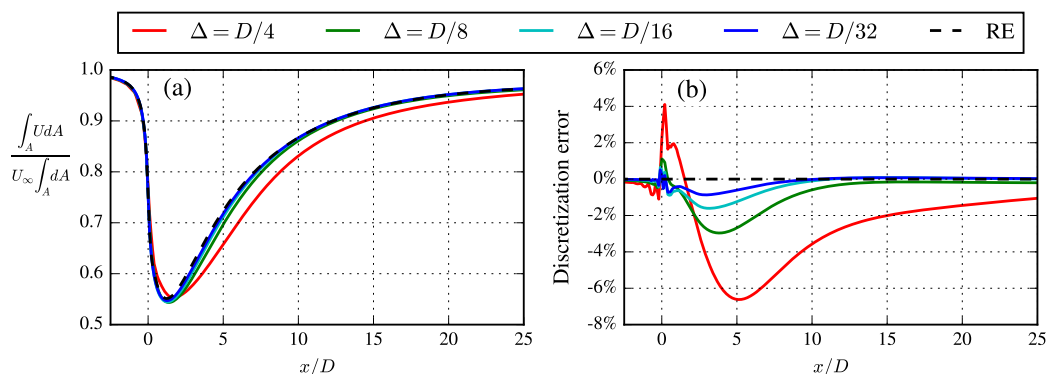 Δ = D/4 Δ = D/8 Δ = D/16 Δ = D/32 RE
(a)
∫_A UdA
U_∞ ∫_A dA
1.0
0.9
0.8
0.7
0.6
0.5
0 5 10 15 20 25
x/D
(b)
Discretization error
6%
4%
2%
0%
-2%
-4%
-6%
-8%
0 5 10 15 20 25
x/D